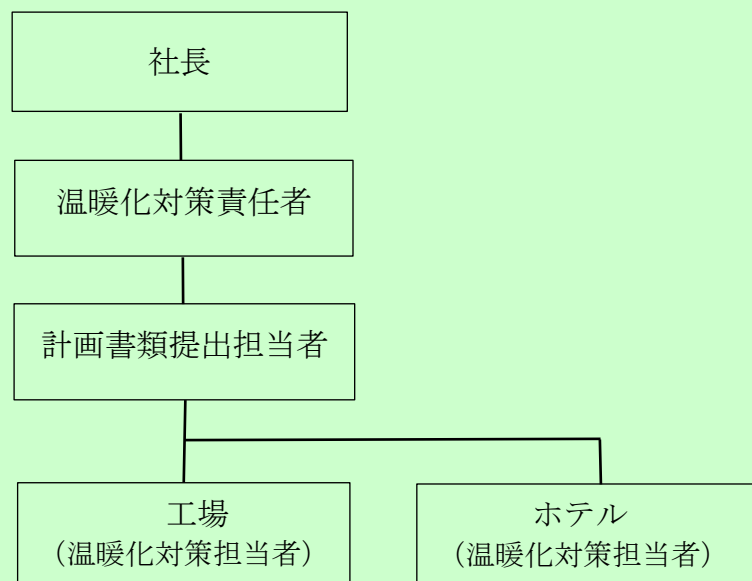 社長
温暖化対策責任者
計画書類提出担当者
工場
（温暖化対策担当者）
ホテル
（温暖化対策担当者）